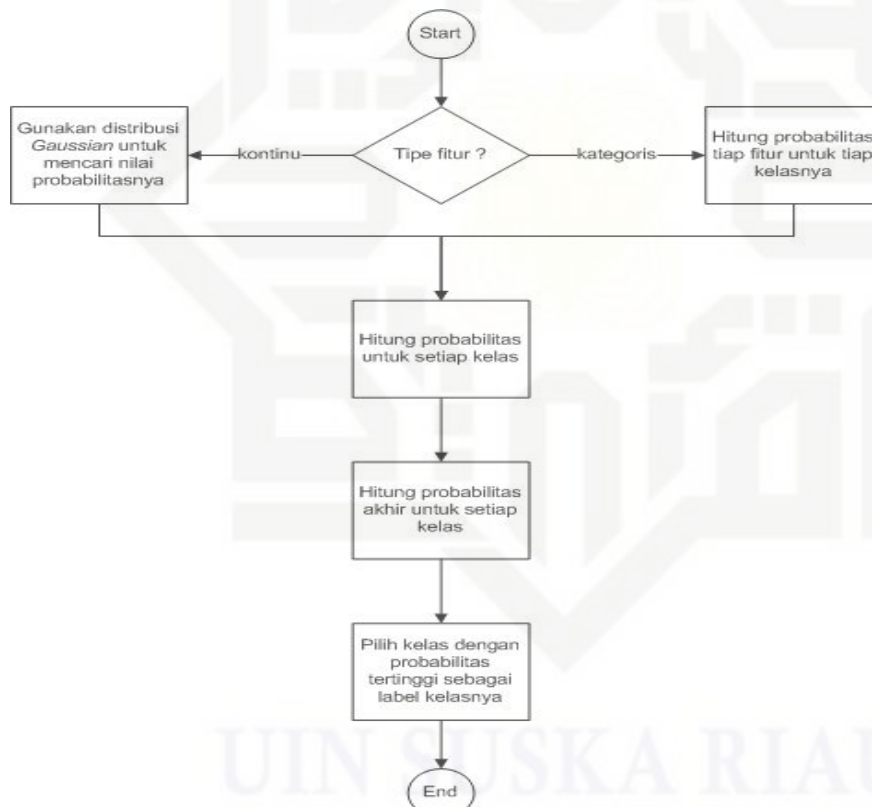 Start
Gunakan distribusi
Gaussian untuk
mencari nilai
probabilitasnya
kontinu
Tipe fitur ?
kategoris
Hitung probabilitas
tiap fitur untuk tiap
kelasnya
Hitung probabilitas
untuk setiap kelas
Hitung probabilitas
akhir untuk setiap
kelas
Pilih kelas dengan
probabilitas
tertinggi sebagai
label kelasnya
UIN SUSKA RIAU
End